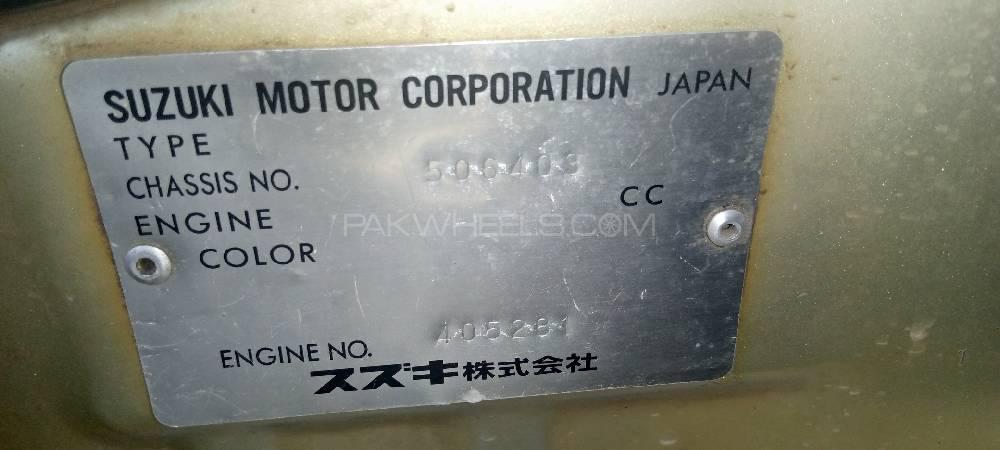 SUZUKI MOTOR CORPORATION JAPAN
TYPE
CHASSIS NO. 506403
ENGINE CC
PAKWHEELS.COM
COLOR
ENGINE NO. 405281
スズキ株式会社